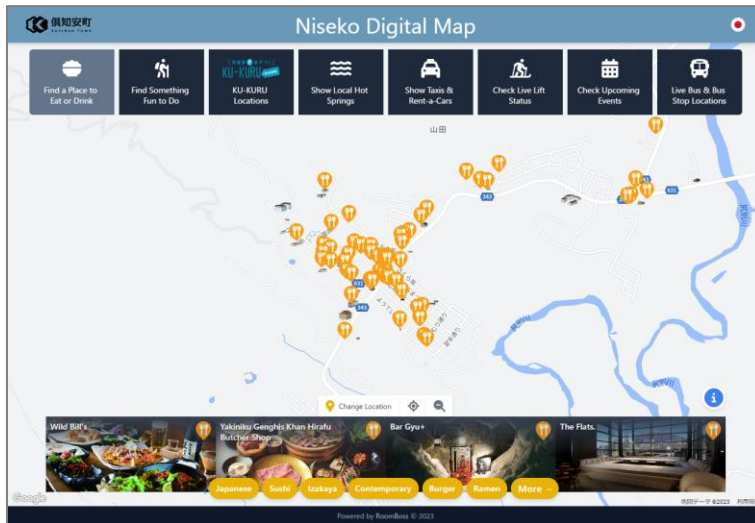 倶知安町
Kutchan Town
Niseko Digital Map
Find a Place to
Eat or Drink
Find Something
Fun to Do
KU-KURU
KU-KURU
Locations
Show Local Hot
Springs
Show Taxis &
Rent-a-Cars
Check Live Lift
Status
Check Upcoming
Events
Live Bus & Bus
Stop Locations
山田
343
631
631
343
Change Location
i
Wild Bill's
Yakiniku Genghis Khan Hirafu
Butcher Shop
Bar Gyu+
The Flats.
Japanese
Sushi
Izakaya
Contemporary
Burger
Ramen
More
Google
地図データ ©2023
Powered by RoomBoss © 2023